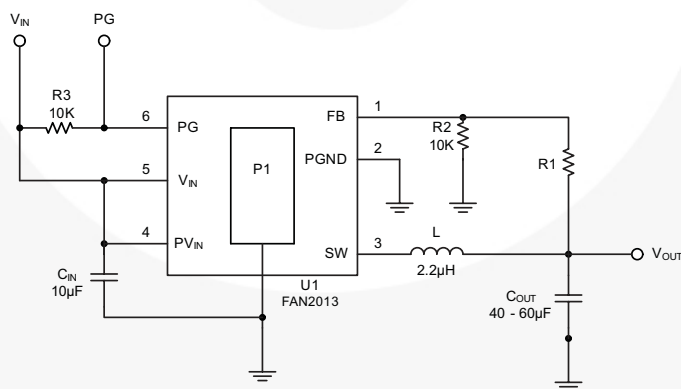 VIN PG
R3
10K
6 PG
5 VIN
4 PVIN
P1
FB 1
PGND 2
SW 3
R2
10K
R1
L
2.2µH
VOUT
CIN
10µF
U1
FAN2013
COUT
40 - 60µF